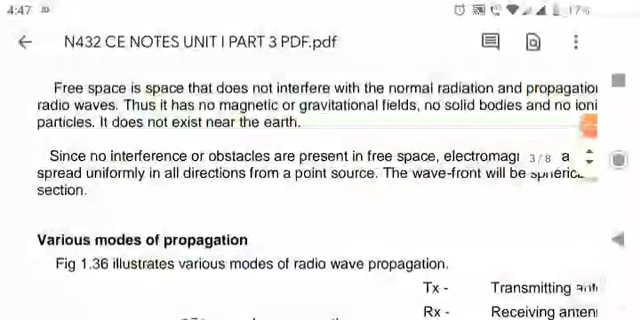 4:47
17%
N432 CE NOTES UNIT I PART 3 PDF.pdf
Free space is space that does not interfere with the normal radiation and propagation
radio waves. Thus it has no magnetic or gravitational fields, no solid bodies and no ioni
particles. It does not exist near the earth.
Since no interference or obstacles are present in free space, electromag 3/8 a
spread uniformly in all directions from a point source. The wave-front will be spheric
section.
Various modes of propagation
Fig 1.36 illustrates various modes of radio wave propagation.
Tx - Transmitting ante
Rx - Receiving anten